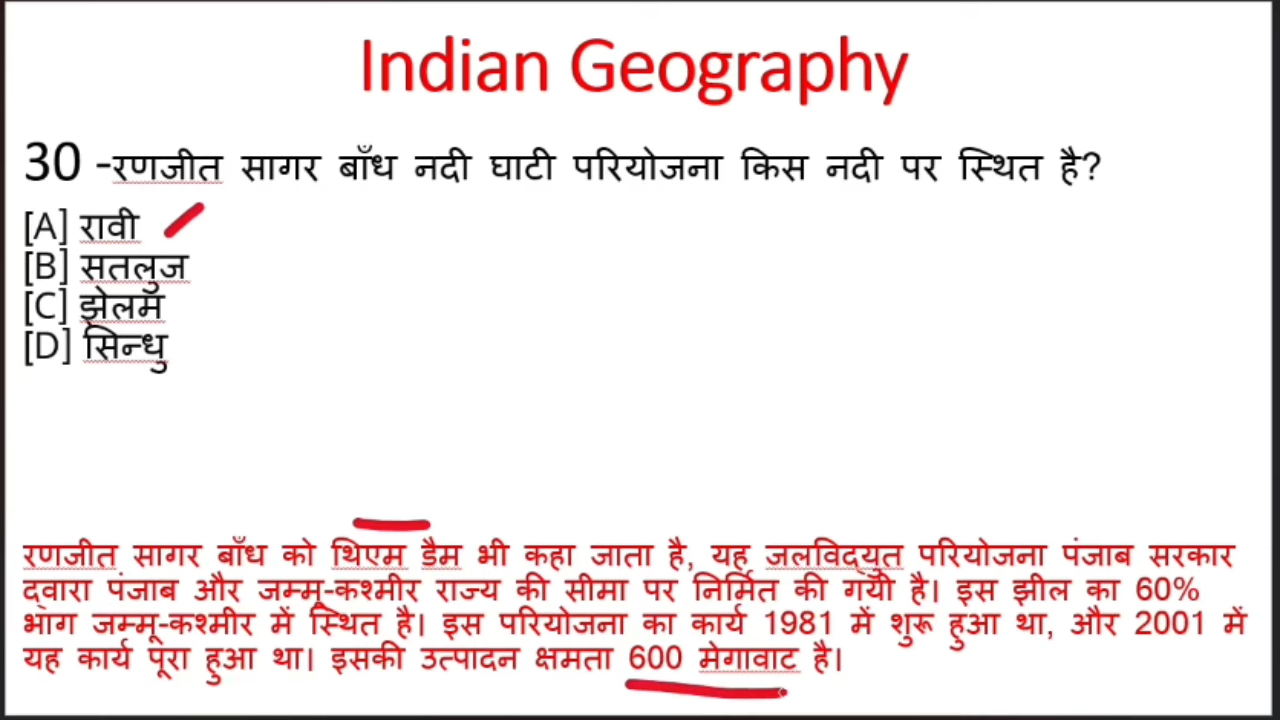 Indian Geography
30 -रणजीत सागर बाँध नदी घाटी परियोजना किस नदी पर स्थित है?
[A] रावी
[B] सतलुज
[C] झेलम
[D] सिन्धु
रणजीत सागर बाँध को थिएम डैम भी कहा जाता है, यह जलविद्युत परियोजना पंजाब सरकार
द्वारा पंजाब और जम्मू-कश्मीर राज्य की सीमा पर निर्मित की गयी है। इस झील का 60%
भाग जम्मू-कश्मीर में स्थित है। इस परियोजना का कार्य 1981 में शुरू हुआ था, और 2001 में
यह कार्य पूरा हुआ था। इसकी उत्पादन क्षमता 600 मेगावाट है।